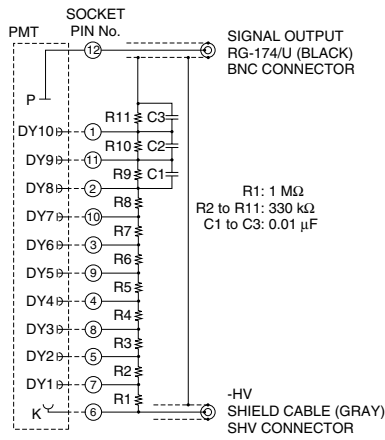 PMT
SOCKET
PIN No.
12
SIGNAL OUTPUT
RG-174/U (BLACK)
BNC CONNECTOR
P
R11 C3
DY10 1
R10 C2
DY9 11
R9 C1
DY8 2
R8
DY7 10
R7
DY6 3
R6
DY5 9
R5
DY4 4
R4
DY3 8
R3
DY2 5
R2
DY1 7
R1
K 6
R1: 1 MΩ
R2 to R11: 330 kΩ
C1 to C3: 0.01 μF
-HV
SHIELD CABLE (GRAY)
SHV CONNECTOR